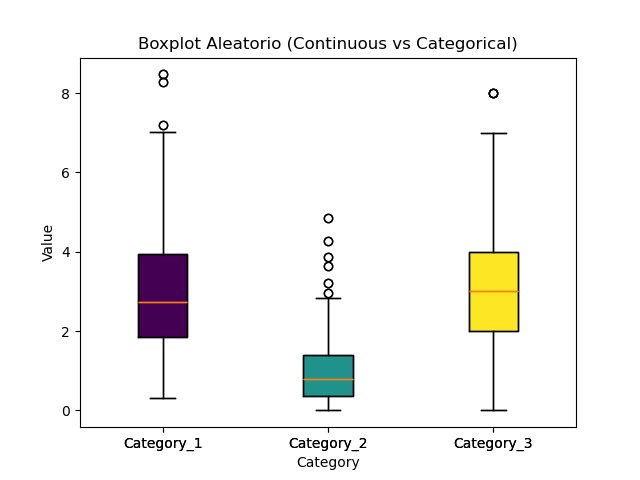 Boxplot Aleatorio (Continuous vs Categorical)
8
6
4
2
0
Value
Category_1
Category_2
Category_3
Category